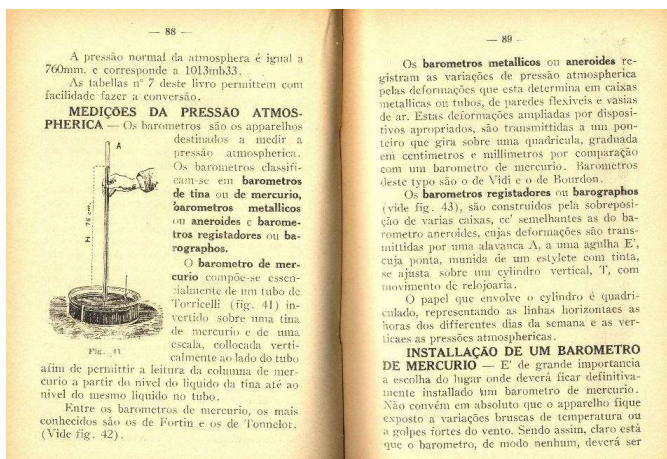 — 88 —
A pressão normal da atmosphera é igual a
760mm. e corresponde a 1013mb33.
As tabellas nº 7 deste livro permittem com
facilidade fazer a conversão.
MEDIÇÕES DA PRESSÃO ATMOS-
PHERICA — Os barometros são os apparelhos
destinados a medir a
pressão atmospherica.
Os barometros classifi-
cam-se em barometros
de tina ou de mercurio,
barometros metallicos
ou aneroides e barome-
tros registadores ou ba-
rographos.
O barometro de mer-
curio compõe-se essen-
cialmente de um tubo de
Torricelli (fig. 41) in-
vertido sobre uma tina
de mercurio e de uma
escala, collocada verti-
calmente ao lado do tubo
A
H 76 cm.
Fig. 41
afim de permittir a leitura da columna de mer-
curio a partir do nivel do liquido da tina até ao
nivel do mesmo liquido no tubo.
Entre os barometros de mercurio, os mais
conhecidos são os de Fortin e os de Tonnelot.
(Vide fig. 42).
— 89 —
Os barometros metallicos ou aneroides re-
gistram as variações de pressão atmospherica
pelas deformações que esta determina em caixas
metallicas ou tubos, de paredes flexiveis e vasias
de ar. Estas deformações ampliadas por disposi-
tivos apropriados, são transmittidas a um pon-
teiro que gira sobre uma quadricula, graduada
em centimetros e millimetros por comparação
com um barometro de mercurio. Barometros
deste typo são o de Vidi e o de Bourdon.
Os barometros registadores ou barographos
(vide fig. 43), são construidos pela sobreposi-
ção de varias caixas, cc' semelhantes as do ba-
rometro aneroides, cujas deformações são trans-
mittidas por uma alavanca A, a uma agulha E',
cuja ponta, munida de um estylete com tinta,
se ajusta sobre um cylindro vertical, T, com
movimento de relojoaria.
O papel que envolve o cylindro é quadri-
culado, representando as linhas horizontaes as
horas dos differentes dias da semana e as ver-
ticaes as pressões atmosphericas.
INSTALLAÇÃO DE UM BAROMETRO
DE MERCURIO — E' de grande importancia
a escolha do lugar onde deverá ficar definitiva-
mente installado um barometro de mercurio.
Não convém em absoluto que o apparelho fique
exposto a variações bruscas de temperatura ou
a golpes fortes do vento. Sendo assim, claro está
que o barometro, de modo nenhum, deverá ser